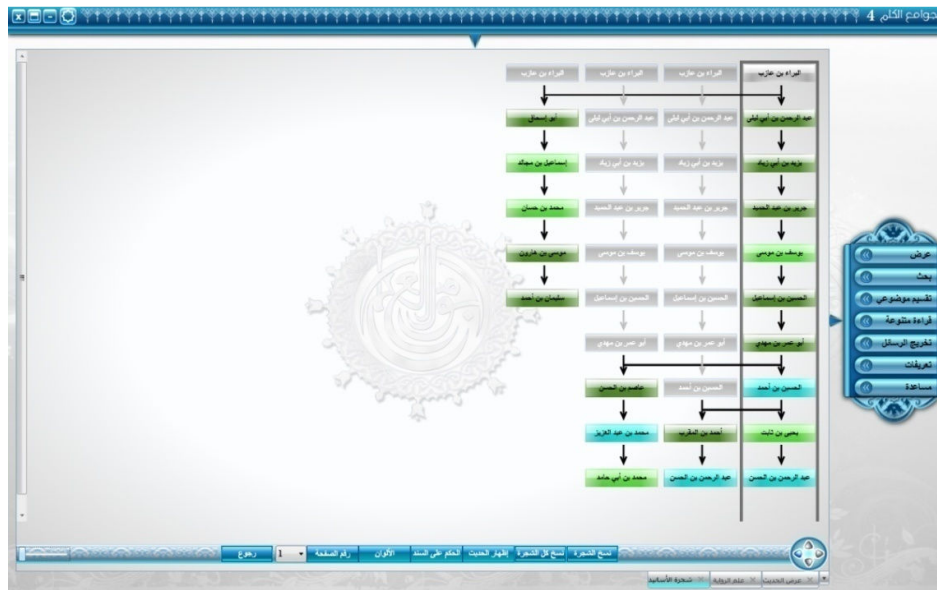 جوامع الكلم 4
البراء بن عازب
البراء بن عازب
البراء بن عازب
البراء بن عازب
عبد الرحمن بن أبي ليلى
عبد الرحمن بن أبي ليلى
عبد الرحمن بن أبي ليلى
أبو إسحاق
يزيد بن أبي زياد
يزيد بن أبي زياد
يزيد بن أبي زياد
إسماعيل بن مجالد
جرير بن عبد الحميد
جرير بن عبد الحميد
جرير بن عبد الحميد
محمد بن حسان
يوسف بن موسى
يوسف بن موسى
يوسف بن موسى
موسى بن هارون
الحسين بن إسماعيل
الحسين بن إسماعيل
الحسين بن إسماعيل
سليمان بن أحمد
أبو عمر بن مهدي
أبو عمر بن مهدي
أبو عمر بن مهدي
الحسين بن أحمد
الحسين بن أحمد
عاصم بن الحسن
يحيى بن ثابت
أحمد بن المقرب
محمد بن عبد العزيز
عبد الرحمن بن الحسن
عبد الرحمن بن الحسن
محمد بن أبي حامد
عرض
بحث
تقسيم موضوعي
قراءة متنوعة
تخريج الرسائل
تعريفات
مساعدة
نسخ الشجرة
نسخ كل الشجرة
إظهار الحديث
الحكم على السند
الألوان
رقم الصفحة
1
رجوع
عرض الحديث
علم الرواية
شجرة الأسانيد